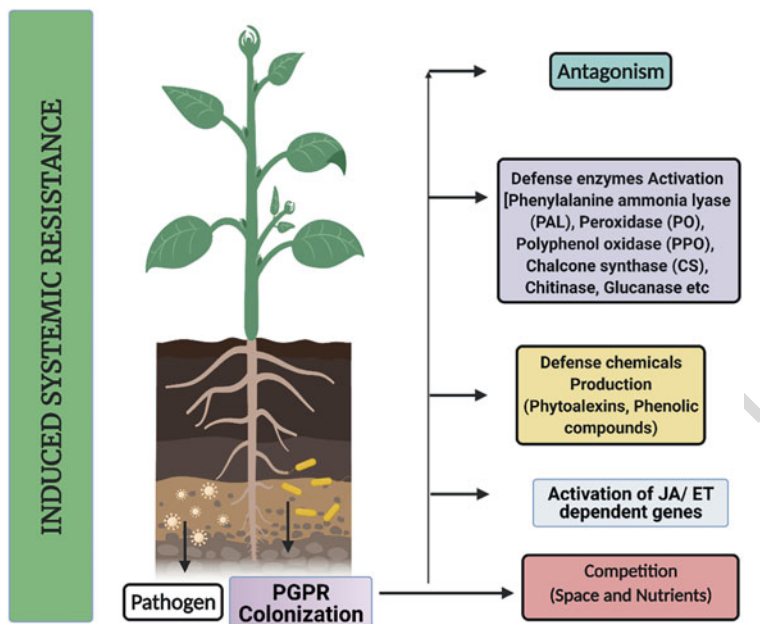 INDUCED SYSTEMIC RESISTANCE
Antagonism
Defense enzymes Activation
[Phenylalanine ammonia lyase
(PAL), Peroxidase (PO),
Polyphenol oxidase (PPO),
Chalcone synthase (CS),
Chitinase, Glucanase etc
Defense chemicals
Production
(Phytoalexins, Phenolic
compounds)
Activation of JA/ ET
dependent genes
Competition
(Space and Nutrients)
Pathogen
PGPR
Colonization